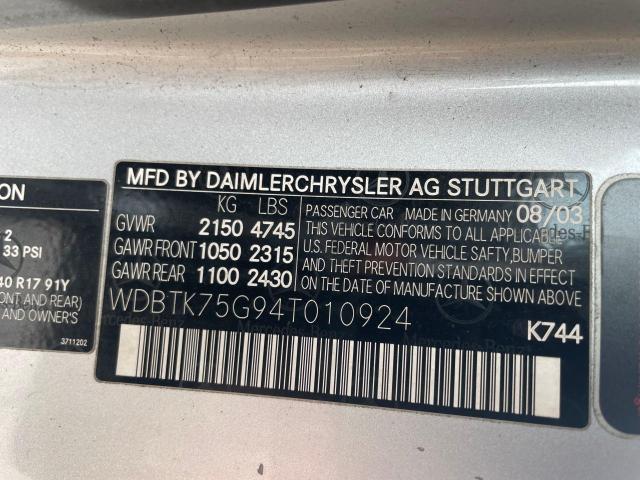 ON
2
33 PSI
40 R17 91Y
ONT AND REAR)
AND OWNER'S
3711202
MFD BY DAIMLERCHRYSLER AG STUTTGART
KG LBS
GVWR 2150 4745
GAWR FRONT 1050 2315
GAWR REAR 1100 2430
PASSENGER CAR MADE IN GERMANY 08/03
THIS VEHICLE CONFORMS TO ALL APPLICABLE
U.S. FEDERAL MOTOR VEHICLE SAFTY,BUMPER
AND THEFT PREVENTION STANDARDS IN EFFECT
ON THE DATE OF MANUFACTURE SHOWN ABOVE
WDBTK75G94T010924
K744